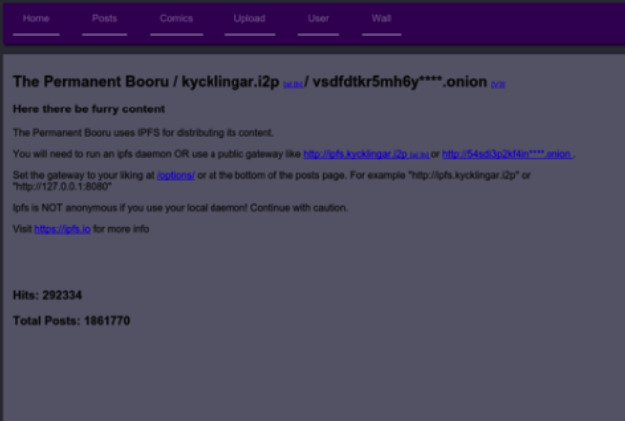 Home Posts Comics Upload User Wall
The Permanent Booru / kycklingar.i2p / vsdfdtkr5mh6y****.onion
Here there be furry content
The Permanent Booru uses IPFS for distributing its content.
You will need to run an ipfs daemon OR use a public gateway like http://ipfs.kycklingar.i2p or http://54sdi3p2kf4in****.onion .
Set the gateway to your liking at /options/ or at the bottom of the posts page. For example "http://ipfs.kycklingar.i2p" or
"http://127.0.0.1:8080"
Ipfs is NOT anonymous if you use your local daemon! Continue with caution.
Visit https://ipfs.io for more info
Hits: 292334
Total Posts: 1861770